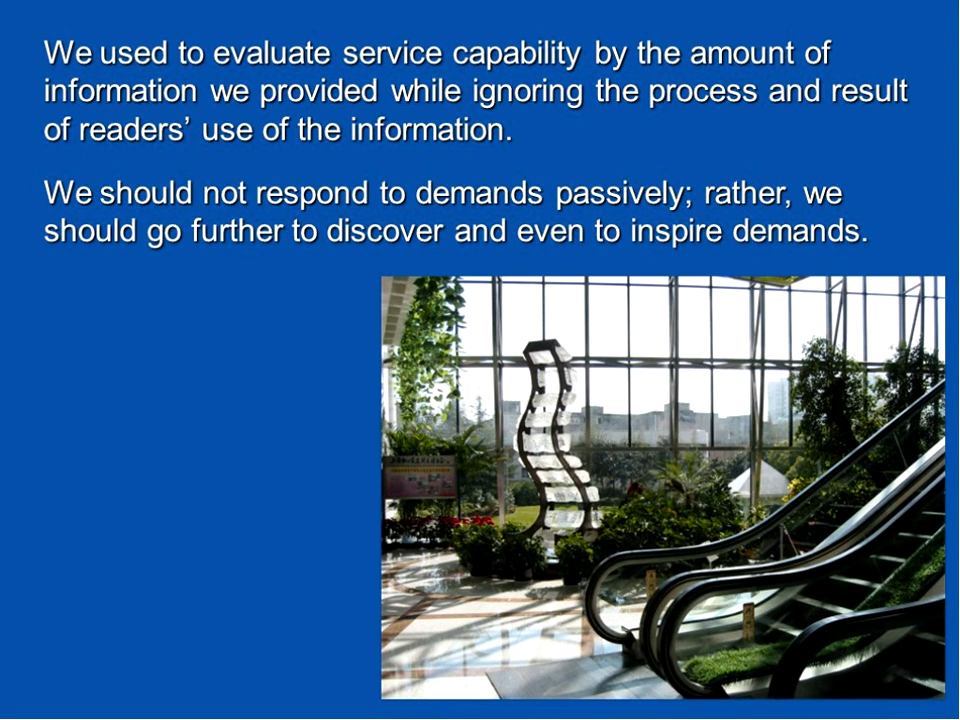 We used to evaluate service capability by the amount of
information we provided while ignoring the process and result
of readers’ use of the information.
We should not respond to demands passively; rather, we
should go further to discover and even to inspire demands.